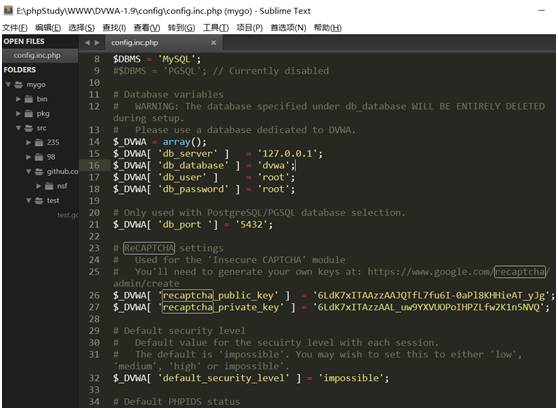 E:\phpStudy\WWW\DVWA-1.9\config\config.inc.php (mygo) - Sublime Text
文件(F) 编辑(E) 选择(S) 查找(I) 查看(V) 转到(G) 工具(T) 项目(P) 首选项(N) 帮助(H)
OPEN FILES
config.inc.php
FOLDERS
mygo
bin
pkg
src
235
98
github.co
nsf
test
test.go
config.inc.php
8 $DBMS = 'MySQL';
9 #$DBMS = 'PGSQL'; // Currently disabled
10
11 # Database variables
12 #   WARNING: The database specified under db_database WILL BE ENTIRELY DELETED
during setup.
13 #   Please use a database dedicated to DVWA.
14 $_DVWA = array();
15 $_DVWA[ 'db_server' ]   = '127.0.0.1';
16 $_DVWA[ 'db_database' ] = 'dvwa';
17 $_DVWA[ 'db_user' ]     = 'root';
18 $_DVWA[ 'db_password' ] = 'root';
19
20 # Only used with PostgreSQL/PGSQL database selection.
21 $_DVWA[ 'db_port '] = '5432';
22
23 # ReCAPTCHA settings
24 #   Used for the 'Insecure CAPTCHA' module
25 #   You'll need to generate your own keys at: https://www.google.com/recaptcha/
admin/create
26 $_DVWA[ 'recaptcha_public_key' ]  = '6LdK7xITAAzzAAJQTfL7fu6I-0aPl8KHHieAT_yJg';
27 $_DVWA[ 'recaptcha_private_key' ] = '6LdK7xITAzzAAL_uw9YXVUOPoIHPZLfw2K1n5NVQ';
28
29 # Default security level
30 #   Default value for the secuirty level with each session.
31 #   The default is 'impossible'. You may wish to set this to either 'low',
'medium', 'high' or impossible'.
32 $_DVWA[ 'default_security_level' ] = 'impossible';
33
34 # Default PHPIDS status